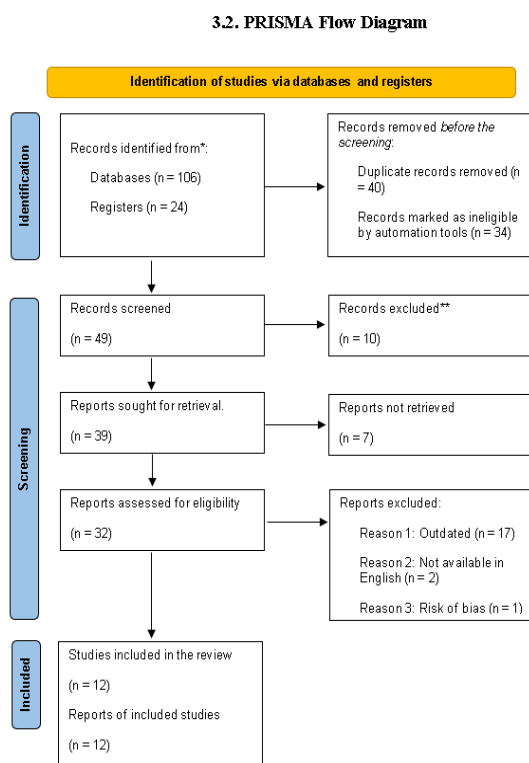 3.2. PRISMA Flow Diagram
Identification of studies via databases and registers
Identification
Records identified from*:
Databases (n = 106)
Registers (n = 24)
Records removed before the
screening:
Duplicate records removed (n
= 40)
Records marked as ineligible
by automation tools (n = 34)
Screening
Records screened
(n = 49)
Records excluded**
(n = 10)
Reports sought for retrieval.
(n = 39)
Reports not retrieved
(n = 7)
Reports assessed for eligibility
(n = 32)
Reports excluded:
Reason 1: Outdated (n = 17)
Reason 2: Not available in
English (n = 2)
Reason 3: Risk of bias (n = 1)
Included
Studies included in the review
(n = 12)
Reports of included studies
(n = 12)